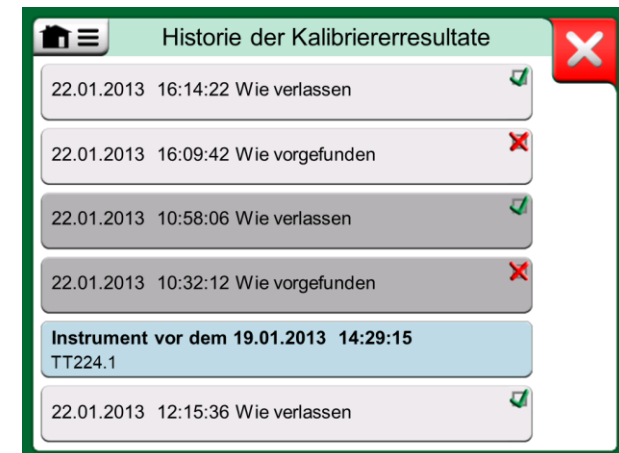 Historie der Kalibriererresultate
22.01.2013 16:14:22 Wie verlassen
22.01.2013 16:09:42 Wie vorgefunden
22.01.2013 10:58:06 Wie verlassen
22.01.2013 10:32:12 Wie vorgefunden
Instrument vor dem 19.01.2013 14:29:15
TT224.1
22.01.2013 12:15:36 Wie verlassen